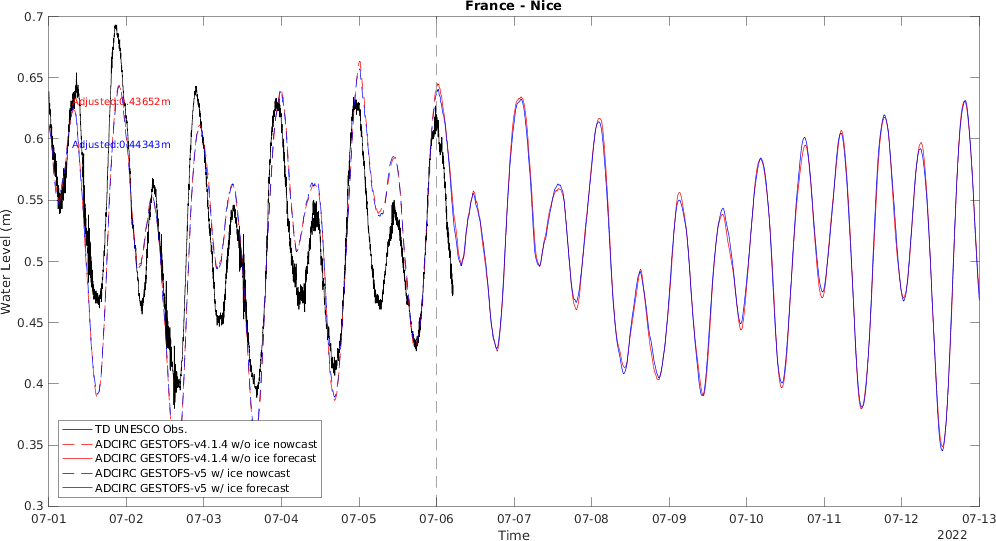 France - Nice
0.7
0.65
0.6
0.55
0.5
0.45
0.4
0.35
0.3
Water Level (m)
Adjusted:0.43652m
Adjusted:0.44343m
TD UNESCO Obs.
ADCIRC GESTOFS-v4.1.4 w/o ice nowcast
ADCIRC GESTOFS-v4.1.4 w/o ice forecast
ADCIRC GESTOFS-v5 w/ ice nowcast
ADCIRC GESTOFS-v5 w/ ice forecast
07-01 07-02 07-03 07-04 07-05 07-06 07-07 07-08 07-09 07-10 07-11 07-12 07-13
Time
2022